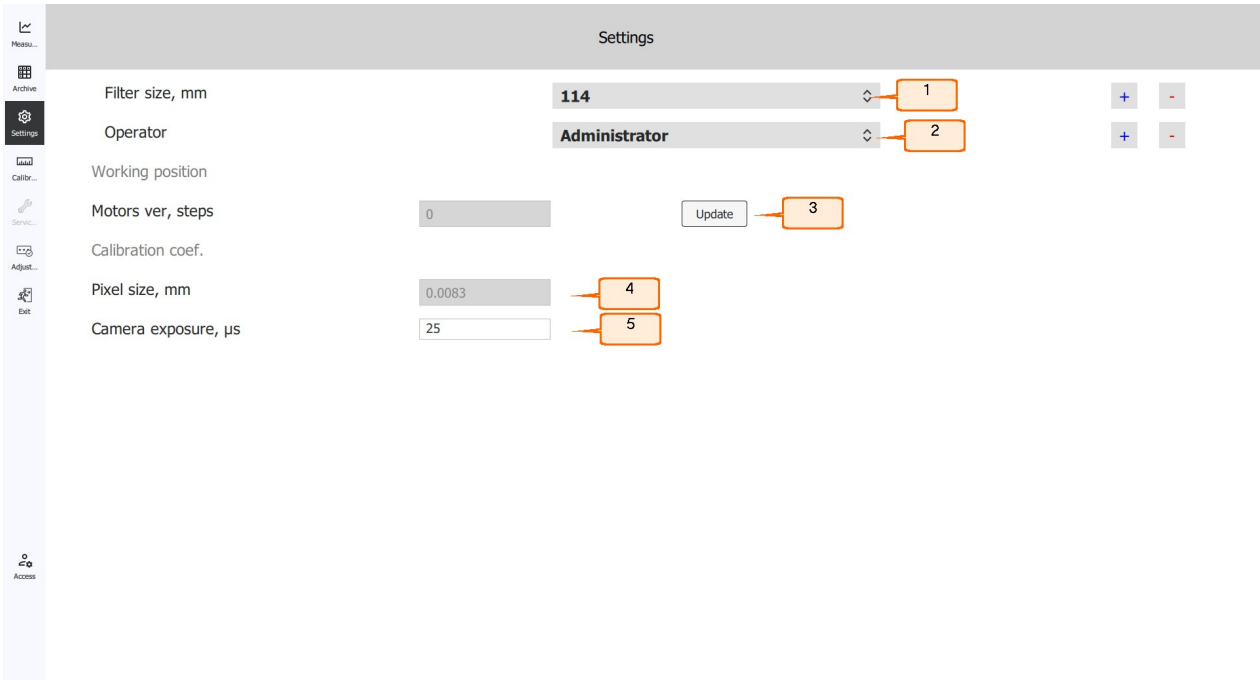 Settings
Measu...
Archive
Settings
Calibr...
Servic...
Adjust...
Exit
Access
Filter size, mm 114 1 + -
Operator Administrator 2 + -
Working position
Motors ver, steps 0 Update 3
Calibration coef.
Pixel size, mm 0.0083 4
Camera exposure, µs 25 5